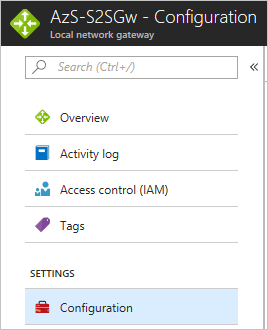 AzS-S2SGw - Configuration
Local network gateway
Search (Ctrl+/)
Overview
Activity log
Access control (IAM)
Tags
SETTINGS
Configuration